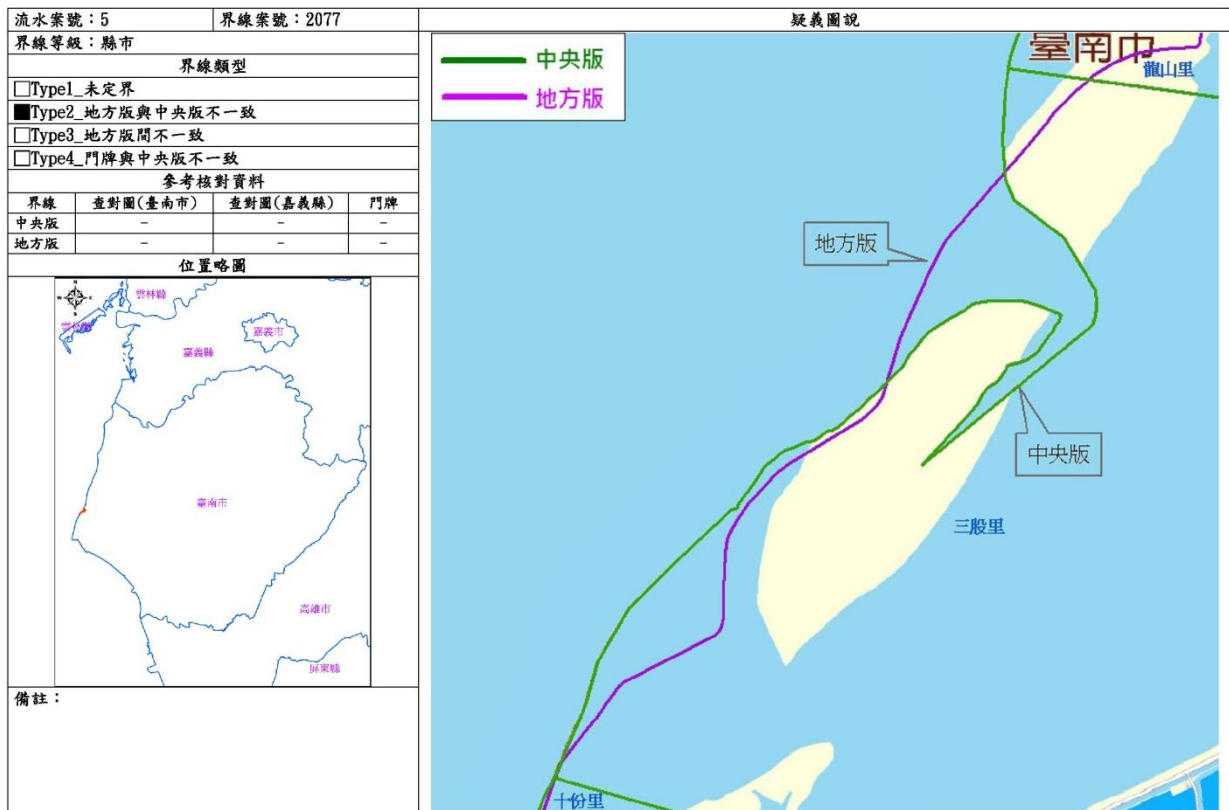 流水案號：5 界線案號：2077 疑義圖說
界線等級：縣市
界線類型
□Type1_未定界
■Type2_地方版與中央版不一致
□Type3_地方版間不一致
□Type4_門牌與中央版不一致
參考核對資料
界線 查對圖(臺南市) 查對圖(嘉義縣) 門牌
中央版 - - -
地方版 - - -
位置略圖
N
W E
S
雲林縣
嘉義市
嘉義縣
臺南市
高雄市
屏東縣
備註：
中央版
地方版
臺南市
龍山里
地方版
中央版
三股里
十份里